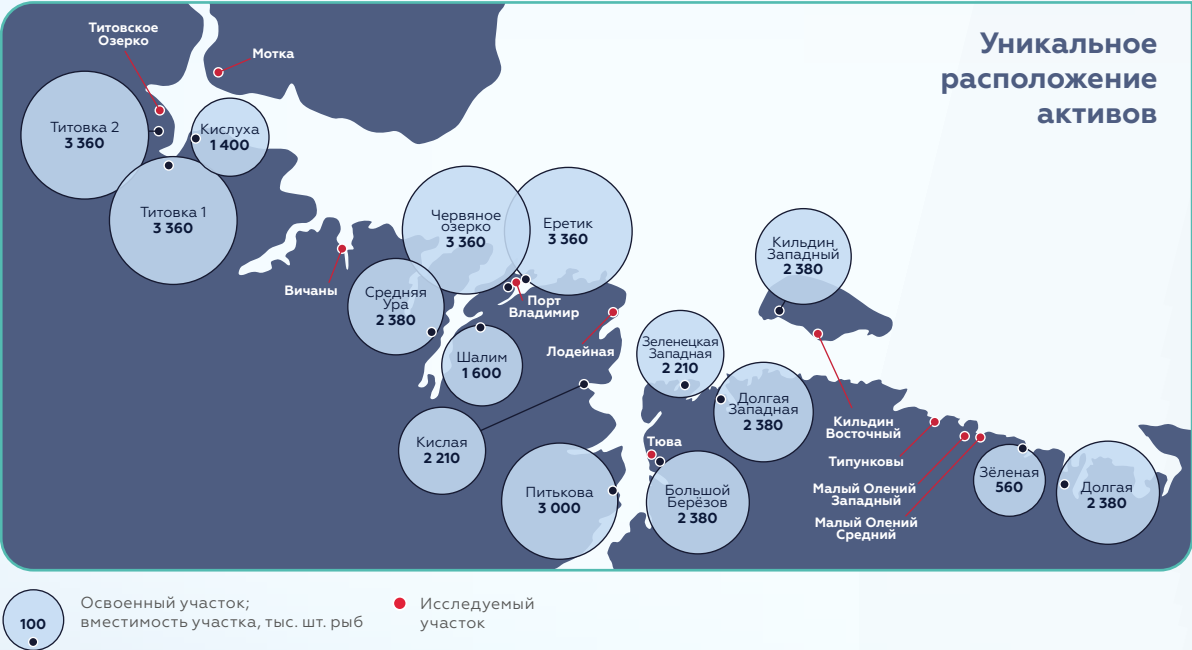 Уникальное
расположение
активов
Титовское
Озерко
Мотка
Титовка 2
3 360
Кислуха
1 400
Титовка 1
3 360
Вичаны
Червяное
озерко
3 360
Еретик
3 360
Средняя
Ура
2 380
Порт
Владимир
Лодейная
Шалим
1 600
Кислая
2 210
Питькова
3 000
Кильдин
Западный
2 380
Зеленецкая
Западная
2 210
Долгая
Западная
2 380
Тюва
Большой
Берёзов
2 380
Кильдин
Восточный
Типунковы
Малый Олений
Западный
Малый Олений
Средний
Зёленая
560
Долгая
2 380
100
Освоенный участок;
вместимость участка, тыс. шт. рыб
Исследуемый
участок